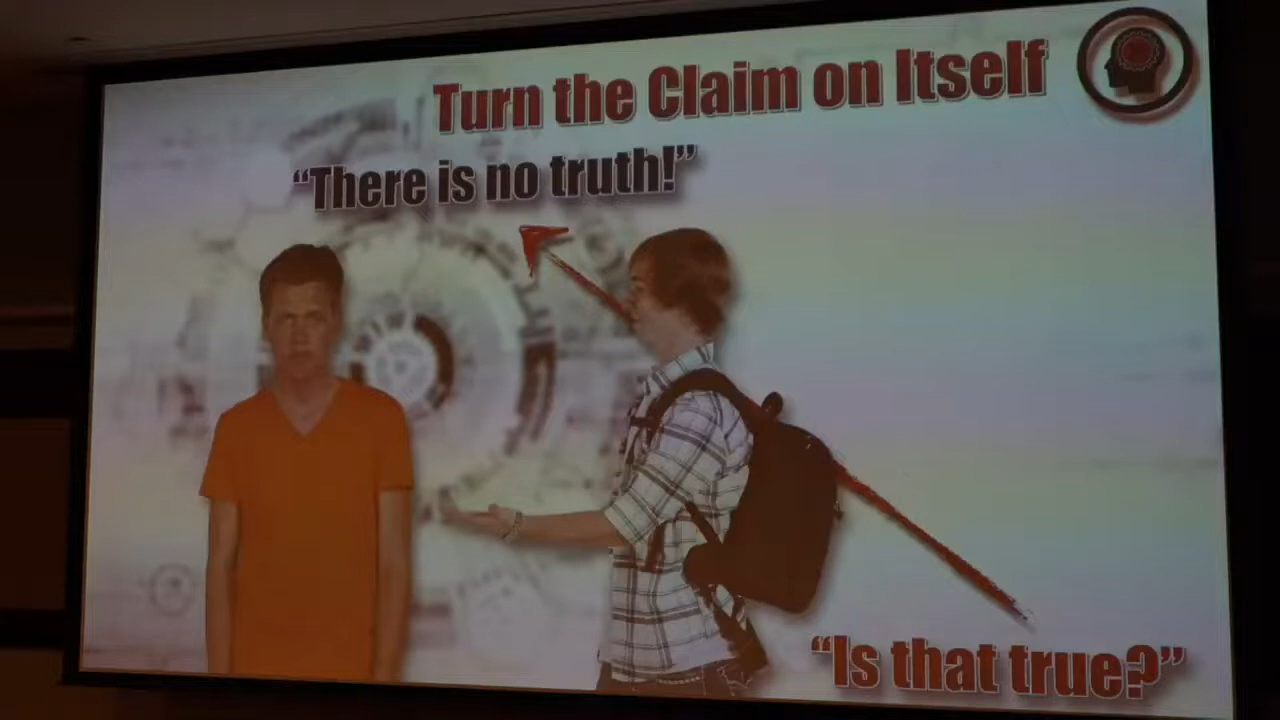 Turn the Claim on Itself
“There is no truth!”
“Is that true?”